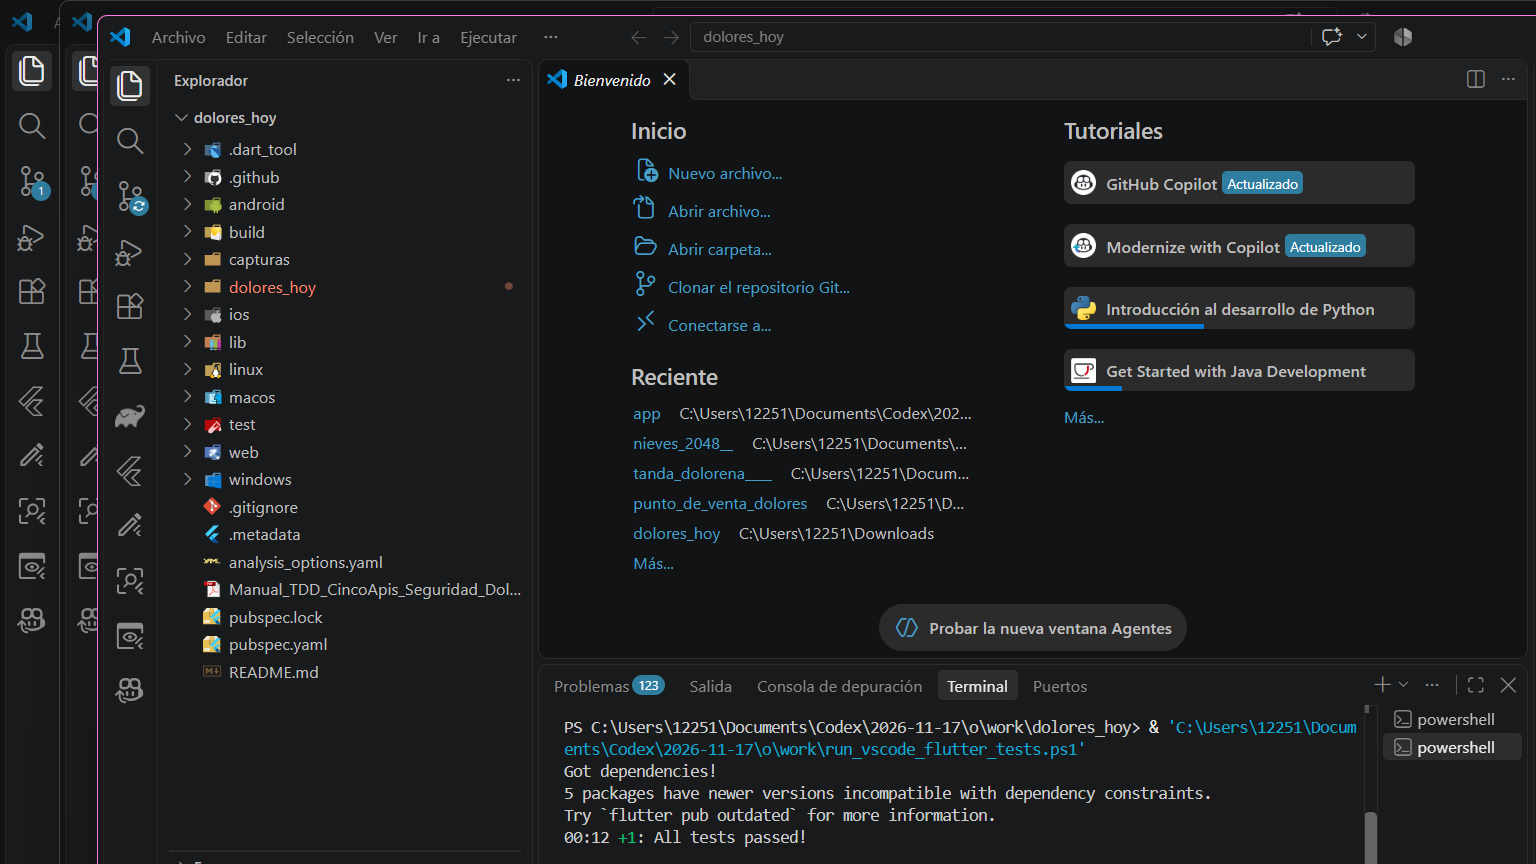 Archivo Editar Selección Ver Ir a Ejecutar ···
dolores_hoy
1
Explorador
dolores_hoy
.dart_tool
.github
android
build
capturas
dolores_hoy
ios
lib
linux
macos
test
web
windows
.gitignore
.metadata
analysis_options.yaml
Manual_TDD_CincoApis_Seguridad_Dol...
pubspec.lock
pubspec.yaml
README.md
Bienvenido
Inicio
Nuevo archivo...
Abrir archivo...
Abrir carpeta...
Clonar el repositorio Git...
Conectarse a...
Reciente
app C:\Users\12251\Documents\Codex\202...
nieves_2048__ C:\Users\12251\Documents\...
tanda_dolorena____ C:\Users\12251\Docum...
punto_de_venta_dolores C:\Users\12251\D...
dolores_hoy C:\Users\12251\Downloads
Más...
Tutoriales
GitHub Copilot Actualizado
Modernize with Copilot Actualizado
Introducción al desarrollo de Python
Get Started with Java Development
Más...
Probar la nueva ventana Agentes
Problemas 123 Salida Consola de depuración Terminal Puertos
PS C:\Users\12251\Documents\Codex\2026-11-17\o\work\dolores_hoy> & 'C:\Users\12251\Docum
ents\Codex\2026-11-17\o\work\run_vscode_flutter_tests.ps1'
Got dependencies!
5 packages have newer versions incompatible with dependency constraints.
Try `flutter pub outdated` for more information.
00:12 +1: All tests passed!
powershell
powershell